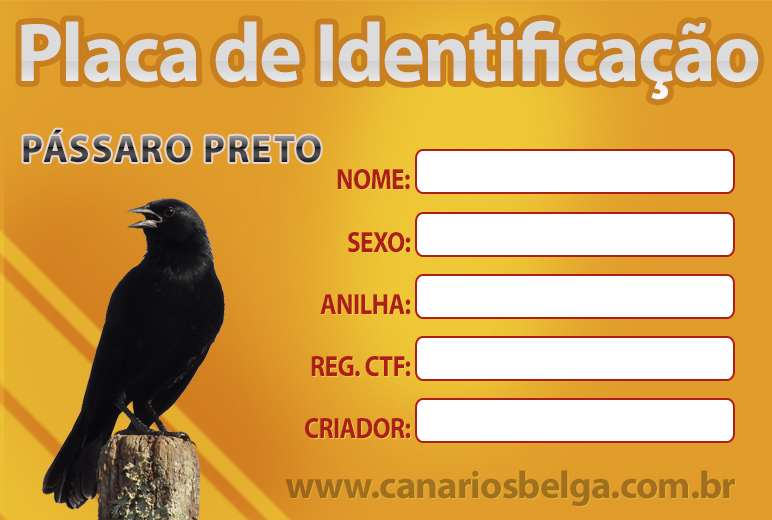 Placa de Identificação
PÁSSARO PRETO
NOME:
SEXO:
ANILHA:
REG. CTF:
CRIADOR:
www.canariosbelga.com.br